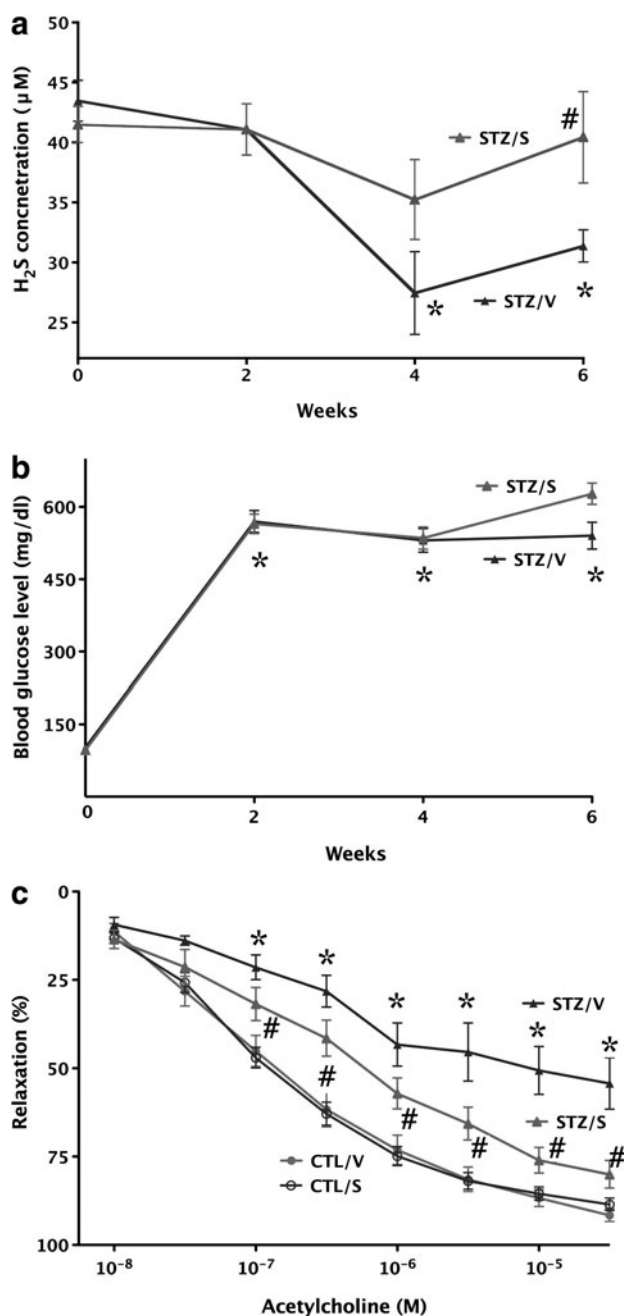 a
50
45
40
35
30
25
H₂S concnetration ( μM)
#
STZ/S
STZ/V
*
*
0
2
4
6
Weeks
b
600
450
300
150
Blood glucose level (mg/dl)
STZ/S
STZ/V
*
*
*
0
2
4
6
Weeks
c
0
25
50
75
100
Relaxation (%)
*
*
*
*
*
*
STZ/V
#
#
#
#
#
#
STZ/S
CTL/V
CTL/S
10⁻⁸
10⁻⁷
10⁻⁶
10⁻⁵
Acetylcholine (M)